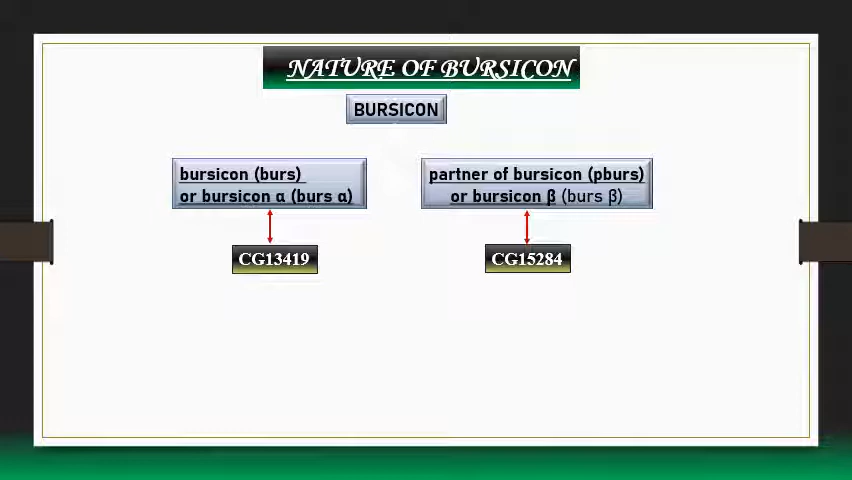 NATURE OF BURSICON
BURSICON
bursicon (burs)
or bursicon α (burs α)
partner of bursicon (pburs)
or bursicon β (burs β)
CG13419
CG15284